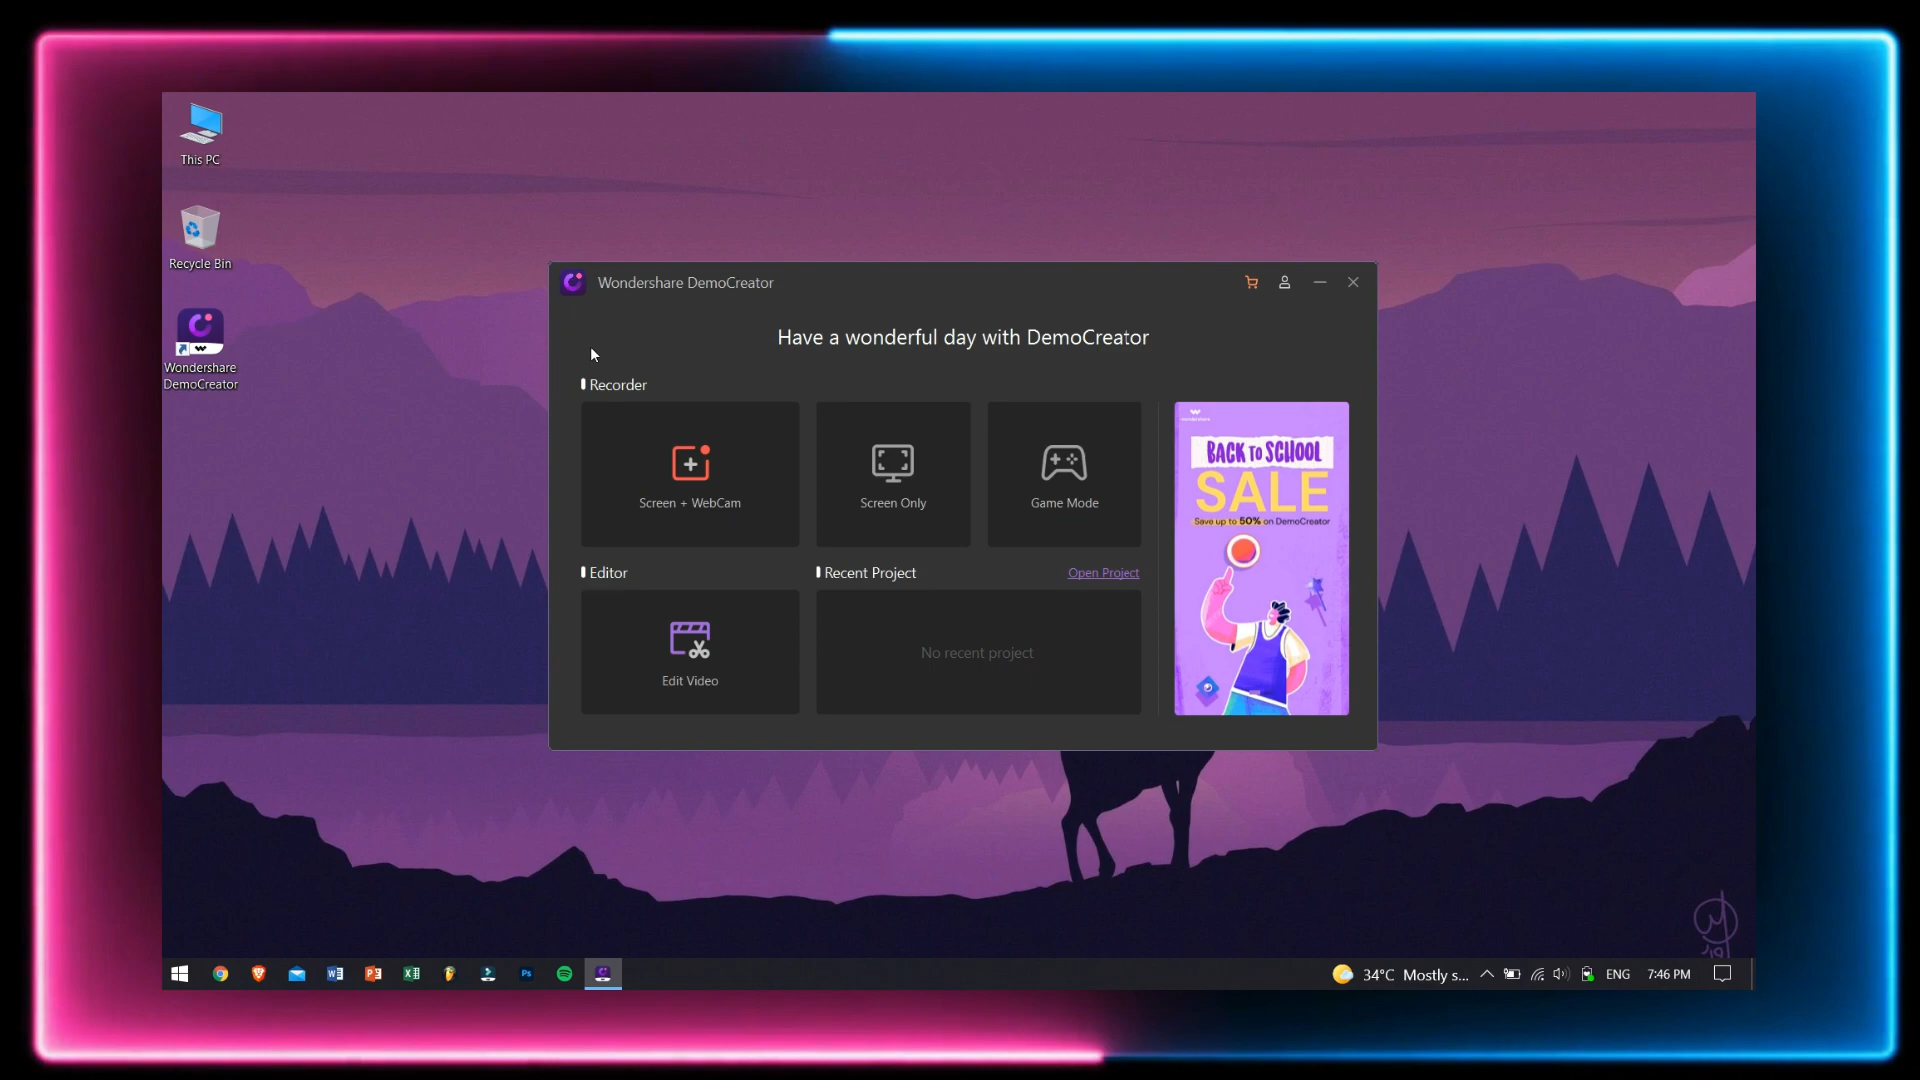 This PC
Recycle Bin
Wondershare
DemoCreator
Wondershare DemoCreator
Have a wonderful day with DemoCreator
Recorder
Screen + WebCam
Screen Only
Game Mode
Editor
Edit Video
Recent Project
Open Project
No recent project
wondershare
BACK TO SCHOOL
SALE
Save up to 50% on DemoCreator
Ps
34°C Mostly s...
ENG
7:46 PM